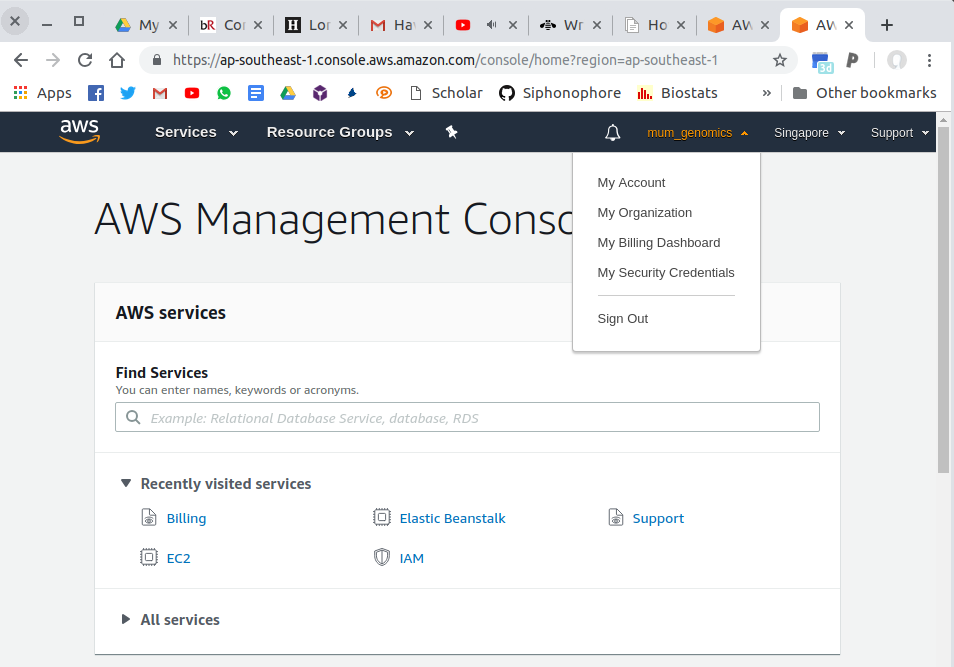 My
Cor
Lor
Ha
Wr
Ho
AW
AW
https://ap-southeast-1.console.aws.amazon.com/console/home?region=ap-southeast-1
3d
Apps
Scholar
Siphonophore
Biostats
»
Other bookmarks
aws
Services
Resource Groups
mum_genomics
Singapore
Support
My Account
My Organization
My Billing Dashboard
My Security Credentials
Sign Out
AWS Management Conso
AWS services
Find Services
You can enter names, keywords or acronyms.
Example: Relational Database Service, database, RDS
Recently visited services
Billing
Elastic Beanstalk
Support
EC2
IAM
All services